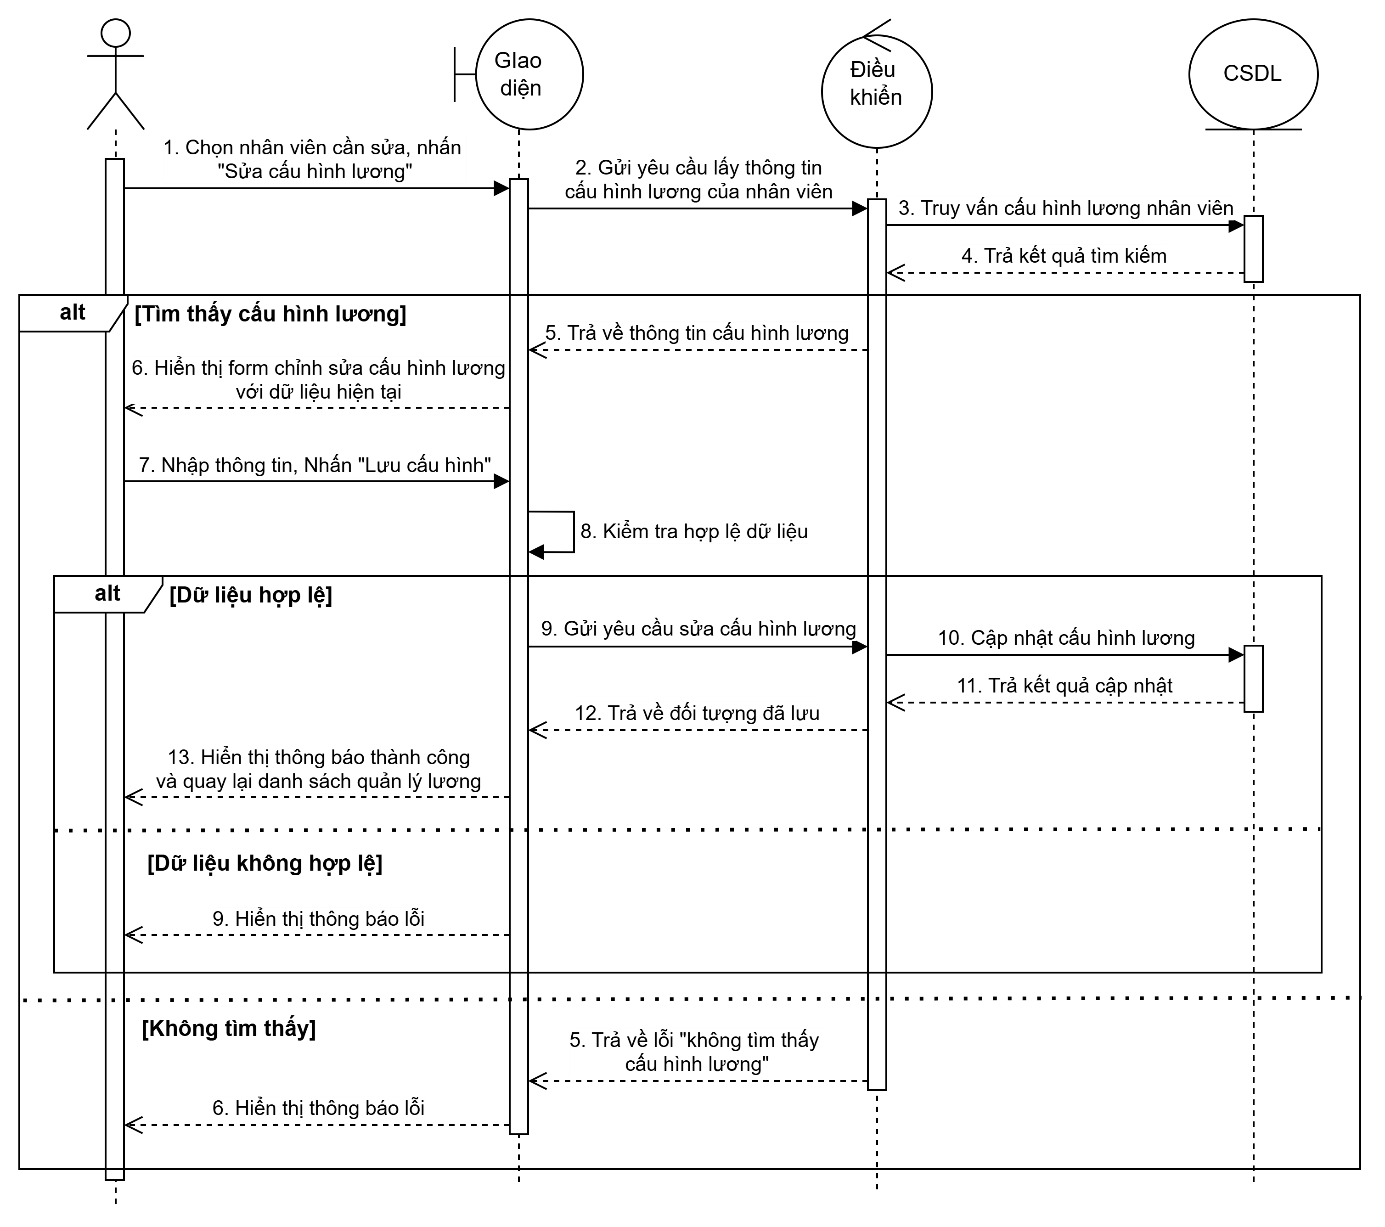 GIao
diện
Điều
khiển
CSDL
1. Chọn nhân viên cần sửa, nhấn
"Sửa cấu hình lương"
2. Gửi yêu cầu lấy thông tin
cấu hình lương của nhân viên
3. Truy vấn cấu hình lương nhân viên
4. Trả kết quả tìm kiếm
alt
[Tìm thấy cấu hình lương]
5. Trả về thông tin cấu hình lương
6. Hiển thị form chỉnh sửa cấu hình lương
với dữ liệu hiện tại
7. Nhập thông tin, Nhấn "Lưu cấu hình"
8. Kiểm tra hợp lệ dữ liệu
alt
[Dữ liệu hợp lệ]
9. Gửi yêu cầu sửa cấu hình lương
10. Cập nhật cấu hình lương
11. Trả kết quả cập nhật
12. Trả về đối tượng đã lưu
13. Hiển thị thông báo thành công
và quay lại danh sách quản lý lương
[Dữ liệu không hợp lệ]
9. Hiển thị thông báo lỗi
[Không tìm thấy]
5. Trả về lỗi "không tìm thấy
cấu hình lương"
6. Hiển thị thông báo lỗi